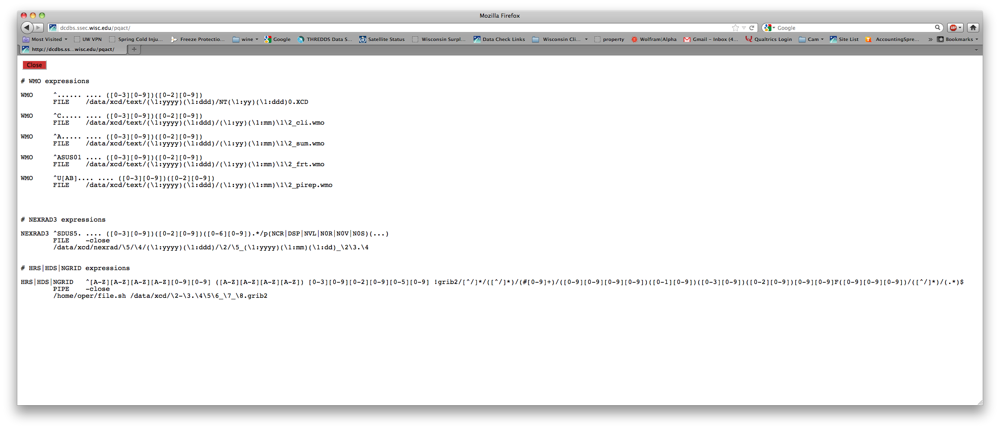 Mozilla Firefox
dcdbs.ssec.wisc.edu/pqact/
Google
Most Visited UW VPN Spring Cold Inju... Freeze Protectio... wine Google THREDDS Data S... Satellite Status Wisconsin Surpl... Data Check Links Wisconsin Cli... property Wolfram|Alpha Gmail - Inbox (4... Qualtrics Login Cam Site List AccountingSpre... » Bookmarks
http://dcdbs.ss...wisc.edu/pqact/ +
Close
# WMO expressions
WMO ^...... .... ([0-3][0-9])([0-2][0-9])
FILE /data/xcd/text/(\1:yyyy)(\1:ddd)/NT(\1:yy)(\1:ddd)0.XCD
WMO ^C..... .... ([0-3][0-9])([0-2][0-9])
FILE /data/xcd/text/(\1:yyyy)(\1:ddd)/(\1:yy)(\1:mm)\1\2_cli.wmo
WMO ^A..... .... ([0-3][0-9])([0-2][0-9])
FILE /data/xcd/text/(\1:yyyy)(\1:ddd)/(\1:yy)(\1:mm)\1\2_sum.wmo
WMO ^ASUS01 .... ([0-3][0-9])([0-2][0-9])
FILE /data/xcd/text/(\1:yyyy)(\1:ddd)/(\1:yy)(\1:mm)\1\2_frt.wmo
WMO ^U[AB].... .... ([0-3][0-9])([0-2][0-9])
FILE /data/xcd/text/(\1:yyyy)(\1:ddd)/(\1:yy)(\1:mm)\1\2_pirep.wmo
# NEXRAD3 expressions
NEXRAD3 ^SDUS5. .... ([0-3][0-9])([0-2][0-9])([0-6][0-9]).*/p(NCR|DSP|NVL|N0R|N0V|N0S)(...)
FILE -close
/data/xcd/nexrad/\5/\4/(\1:yyyy)(\1:ddd)/\2/\5_(\1:yyyy)(\1:mm)(\1:dd)_\2\3.\4
# HRS|HDS|NGRID expressions
HRS|HDS|NGRID ^[A-Z][A-Z][A-Z][A-Z][0-9][0-9] ([A-Z][A-Z][A-Z][A-Z]) [0-3][0-9][0-2][0-9][0-5][0-9] !grib2/[^/]*/([^/]*)/(#[0-9]+)/([0-9][0-9][0-9][0-9])([0-1][0-9])([0-3][0-9])([0-2][0-9])[0-9][0-9]F([0-9][0-9][0-9])/([^/]*)/(.*)$
PIPE -close
/home/oper/file.sh /data/xcd/\2-\3.\4\5\6_\7_\8.grib2